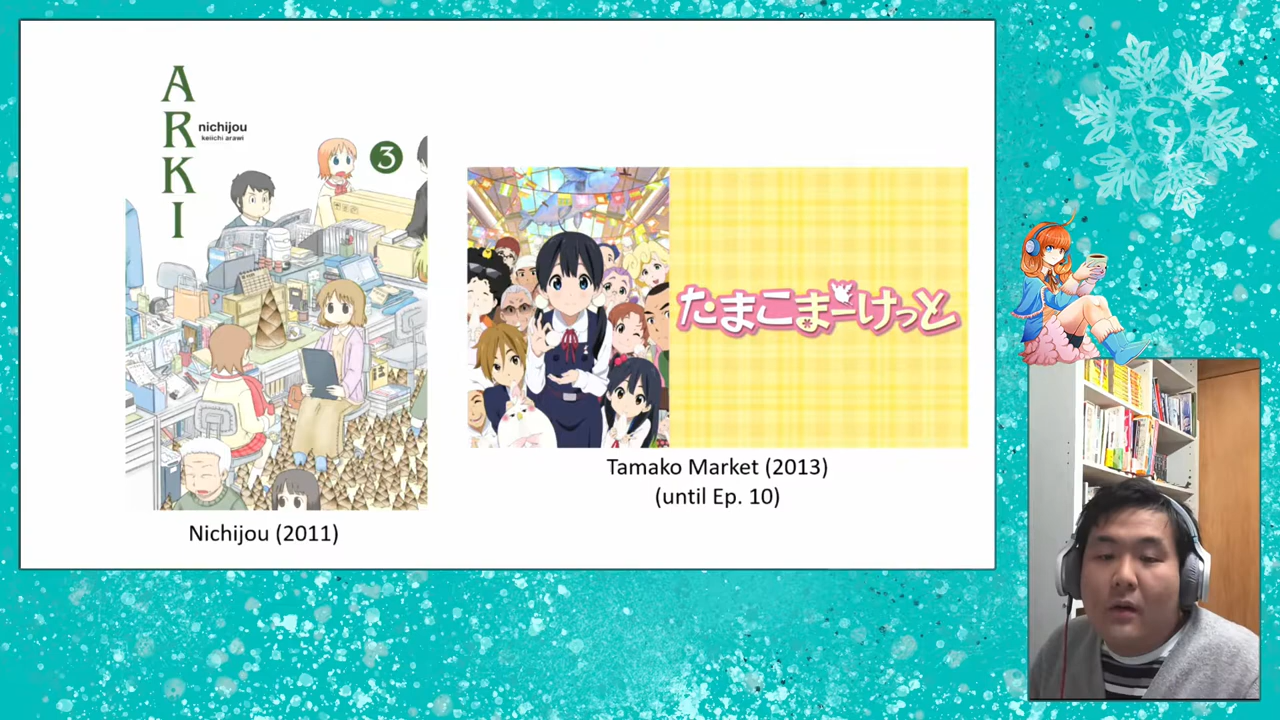 ARKI
nichijou
keiichi arawi
3
たまこまーけっと
Tamako Market (2013)
(until Ep. 10)
Nichijou (2011)